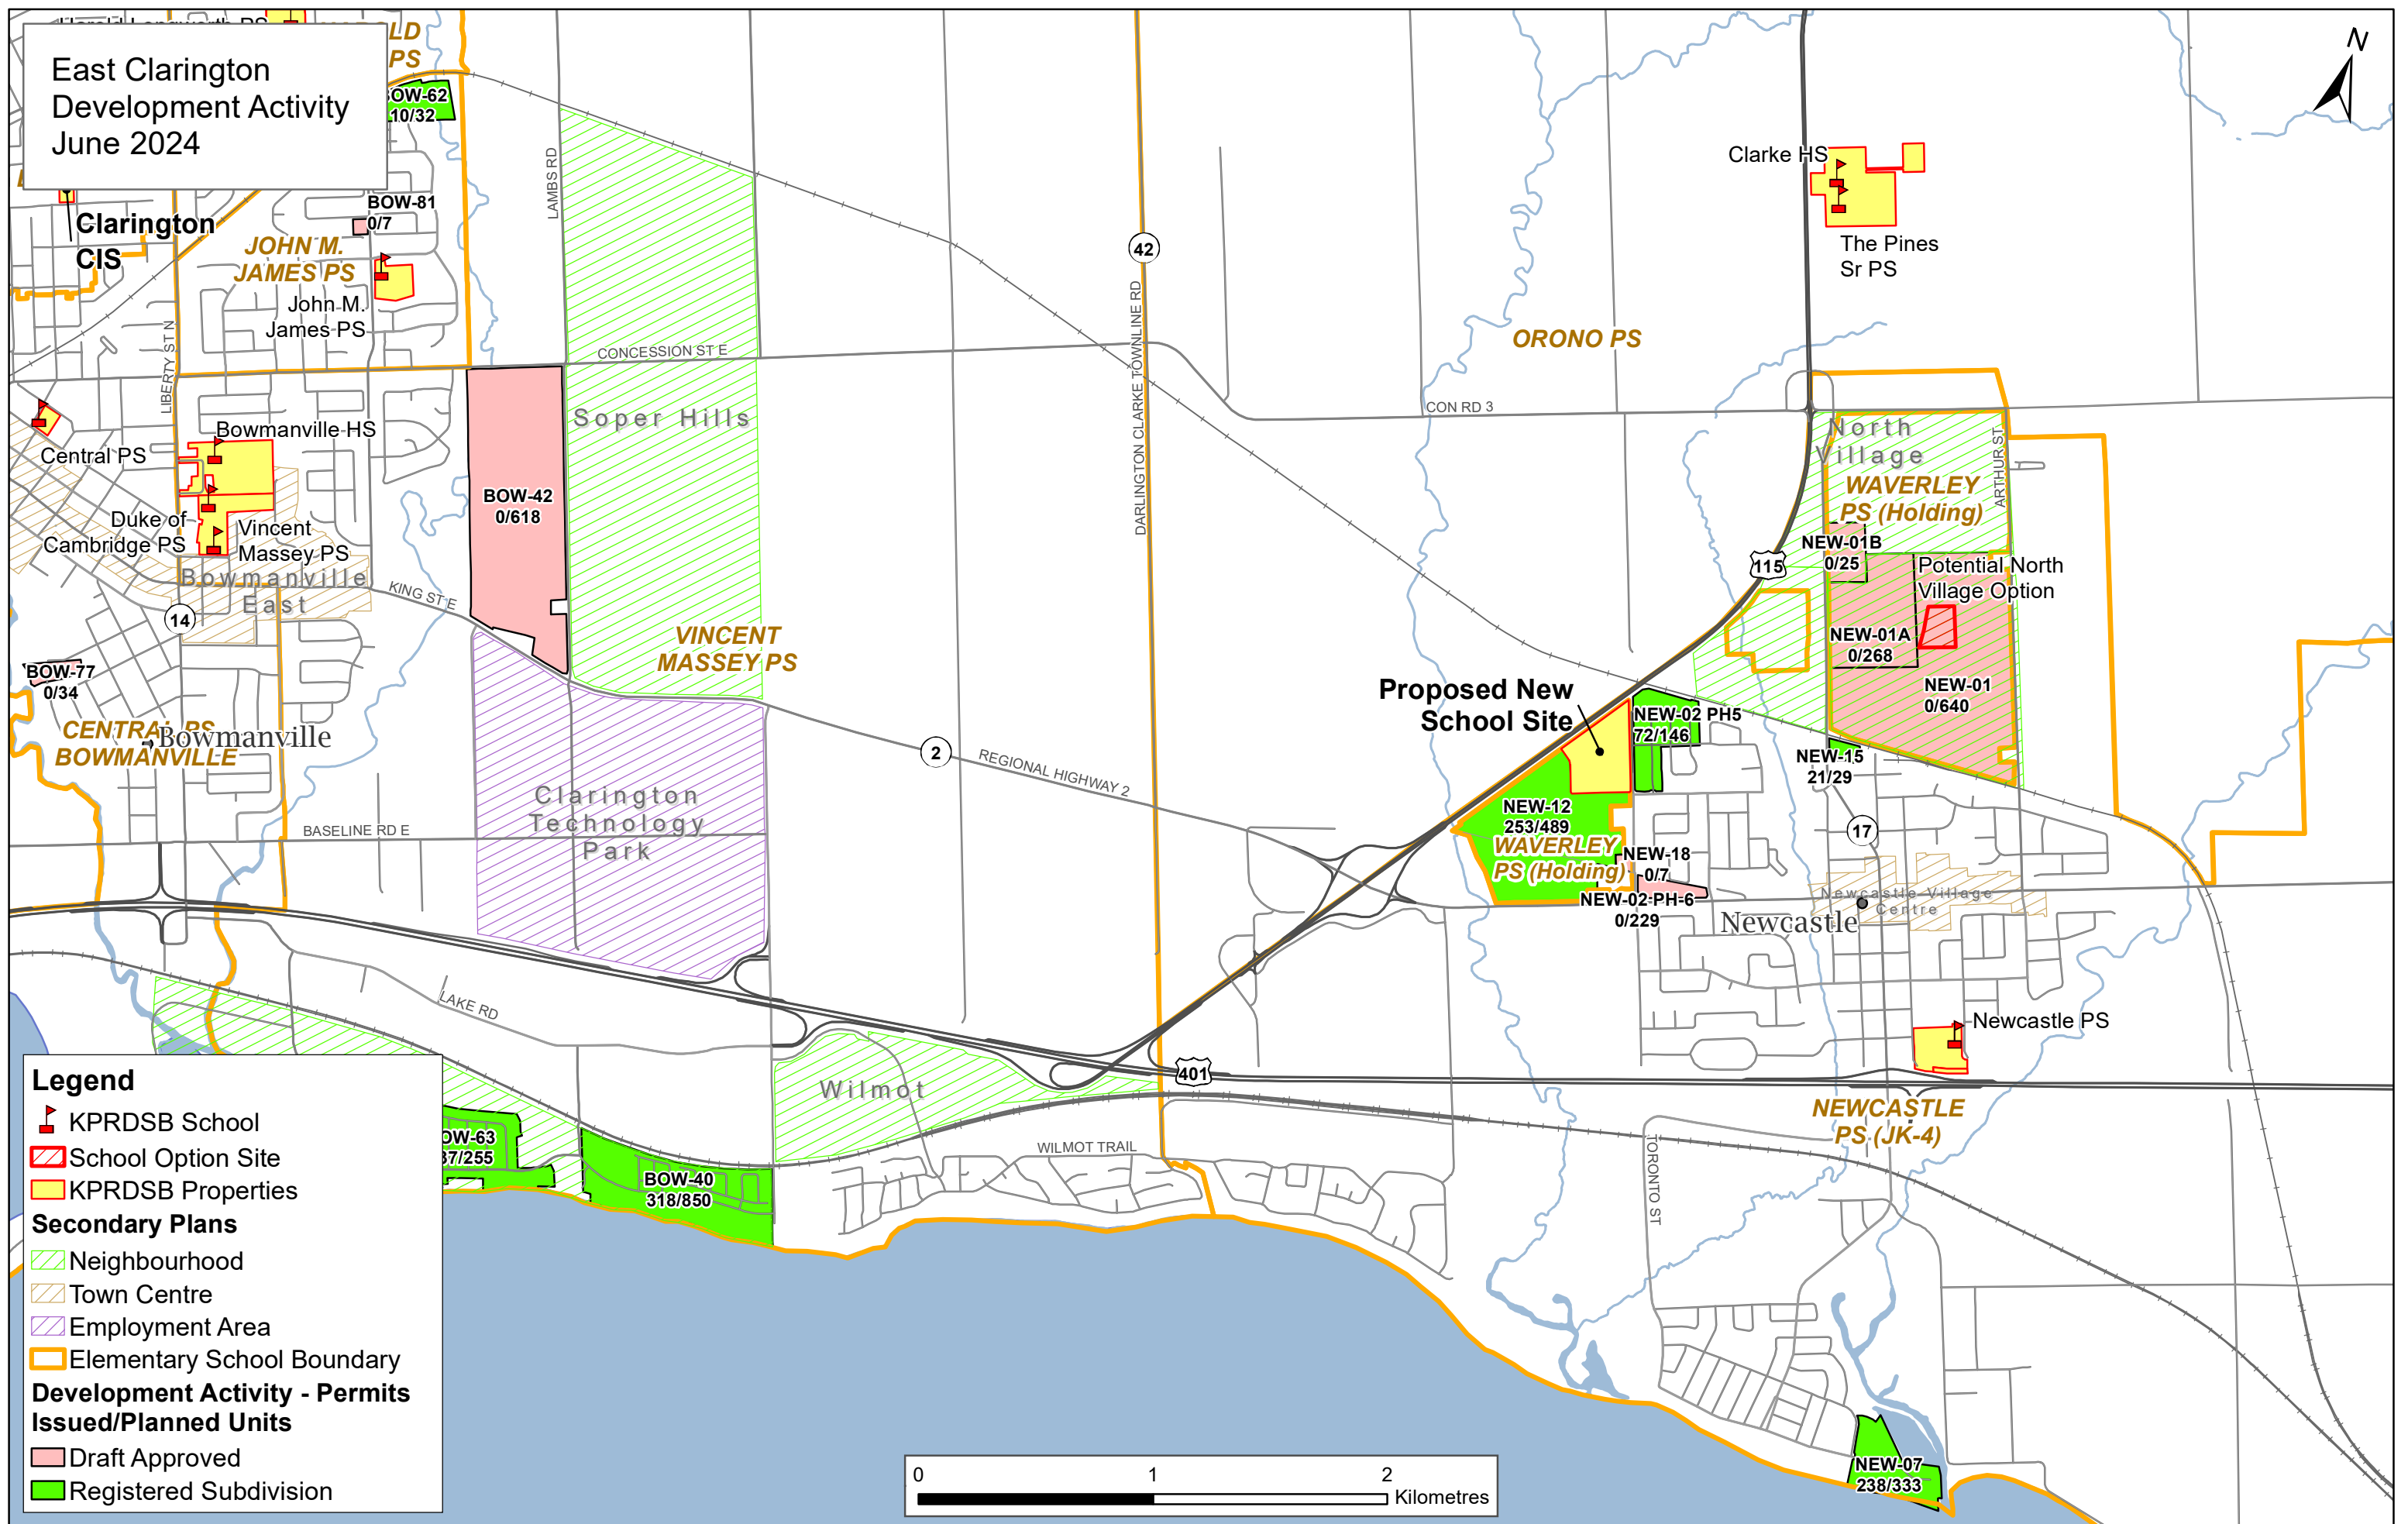 East Clarington
Development Activity
June 2024
PS
10/32
LAMBS RD
BOW-81
0/7
Clarington
CIS
JOHN M.
JAMES PS
John M.
James PS
LIBERTY ST N
CONCESSION ST E
42
DARLINGTON CLARKE TOWNLINE RD
Clarke HS
The Pines
Sr PS
ORONO PS
CON RD 3
Soper Hills
Bowmanville HS
Central PS
BOW-42
0/618
Duke of
Cambridge PS
Vincent
Massey PS
Bowmanville
East
KING ST E
14
VINCENT
MASSEY PS
BOW-77
0/34
CENTRAL PS
BOWMANVILLE
Bowmanville
North
Village
ARTHUR ST
WAVERLEY
PS (Holding)
115
NEW-01B
0/25
Potential North
Village Option
NEW-01A
0/268
NEW-01
0/640
Proposed New
School Site
NEW-02 PH5
72/146
NEW-15
21/29
2
REGIONAL HIGHWAY 2
Clarington
Technology
Park
BASELINE RD E
NEW-12
253/489
WAVERLEY
PS (Holding)
NEW-18
0/7
NEW-02 PH-6
0/229
17
Newcastle Village
Centre
Newcastle
LAKE RD
Newcastle PS
401
Wilmot
NEWCASTLE
PS (JK-4)
WILMOT TRAIL
TORONTO ST
BOW-40
318/850
NEW-07
238/333
Legend
KPRDSB School
School Option Site
KPRDSB Properties
Secondary Plans
Neighbourhood
Town Centre
Employment Area
Elementary School Boundary
Development Activity - Permits
Issued/Planned Units
Draft Approved
Registered Subdivision
0 1 2
Kilometres
N